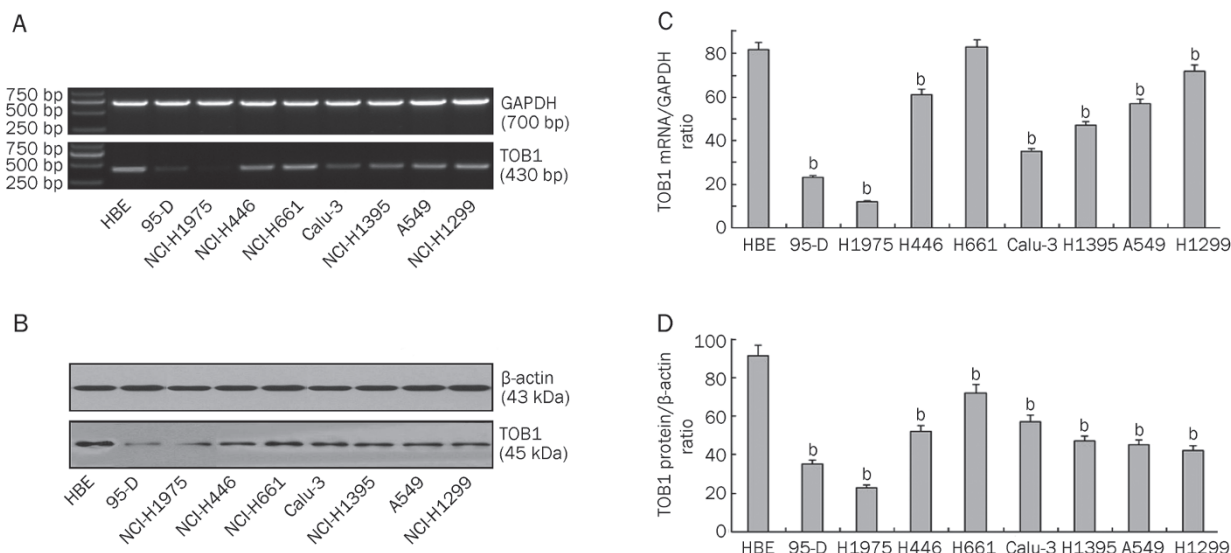 A
750 bp
500 bp
250 bp
GAPDH
(700 bp)
750 bp
500 bp
250 bp
TOB1
(430 bp)
HBE
95-D
NCI-H1975
NCI-H446
NCI-H661
Calu-3
NCI-H1395
A549
NCI-H1299
B
β-actin
(43 kDa)
TOB1
(45 kDa)
HBE
95-D
NCI-H1975
NCI-H446
NCI-H661
Calu-3
NCI-H1395
A549
NCI-H1299
C
TOB1 mRNA/GAPDH
ratio
80
60
40
20
0
b b b b b b b
HBE 95-D H1975 H446 H661 Calu-3 H1395 A549 H1299
D
TOB1 protein/β-actin
ratio
100
80
60
40
20
0
b b b b b b b b
HBE 95-D H1975 H446 H661 Calu-3 H1395 A549 H1299